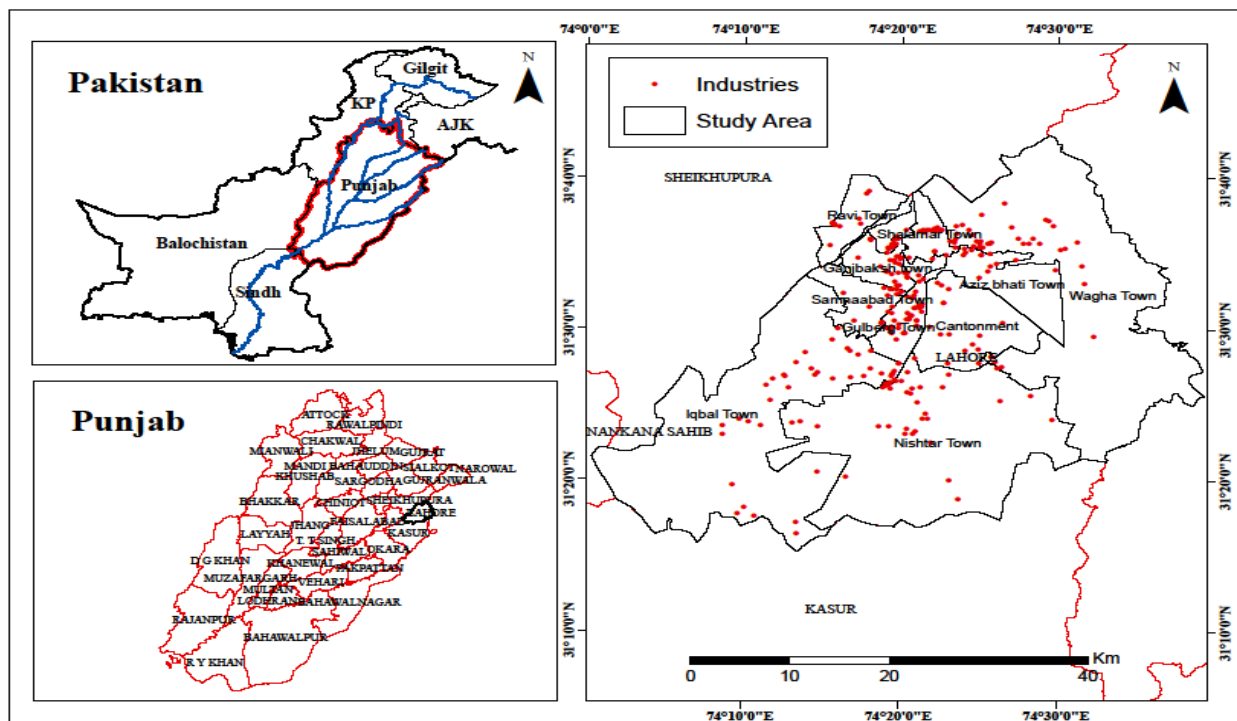 Pakistan
N
Gilgit
KP
AJK
Punjab
Balochistan
Sindh
Punjab
ATTOCK
RAWALPINDI
CHAKWAL
MIANWALI
JHELUM
GUJRAT
MANDI BAHAUDDIN
SIALKOT
NAROWAL
KHUSHAB
SARGODHA
GUJRANWALA
BHAKKAR
CHINIOT
SHEIKHUPURA
LAHORE
JHANG
FAISALABAD
KASUR
LAYYAH
T. T SINGH
SAHIWAL
OKARA
D G KHAN
KHANEWAL
PAKPATTAN
MUZAFARGARH
VEHARI
MULTAN
LODHRAN
BAHAWALNAGAR
RAJANPUR
BAHAWALPUR
R Y KHAN
74°0'0"E
74°10'0"E
74°20'0"E
74°30'0"E
Industries
Study Area
N
31°40'0"N
31°30'0"N
31°20'0"N
31°10'0"N
SHEIKHUPURA
Ravi Town
Shalamar Town
Ganjbaksh town
Aziz bhati Town
Wagha Town
Samnaabad Town
Gulberg Town
Cantonment
LAHORE
Iqbal Town
NANKANA SAHIB
Nishtar Town
KASUR
Km
0
10
20
40
31°40'0"N
31°30'0"N
31°20'0"N
31°10'0"N
74°10'0"E
74°20'0"E
74°30'0"E